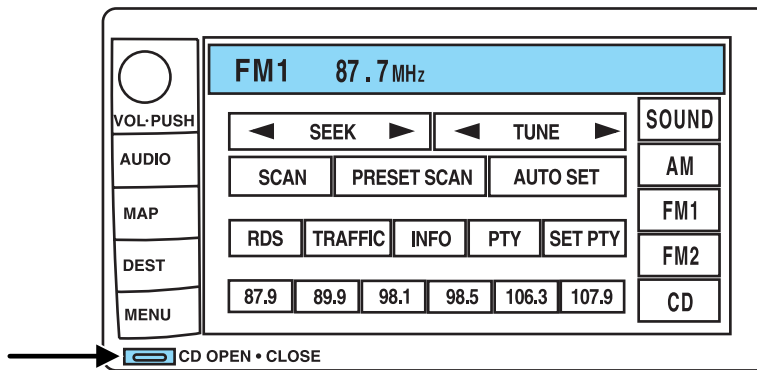 FM1 87.7 MHz
VOL·PUSH
AUDIO
MAP
DEST
MENU
SEEK TUNE
SCAN PRESET SCAN AUTO SET
RDS TRAFFIC INFO PTY SET PTY
87.9 89.9 98.1 98.5 106.3 107.9
SOUND
AM
FM1
FM2
CD
CD OPEN • CLOSE